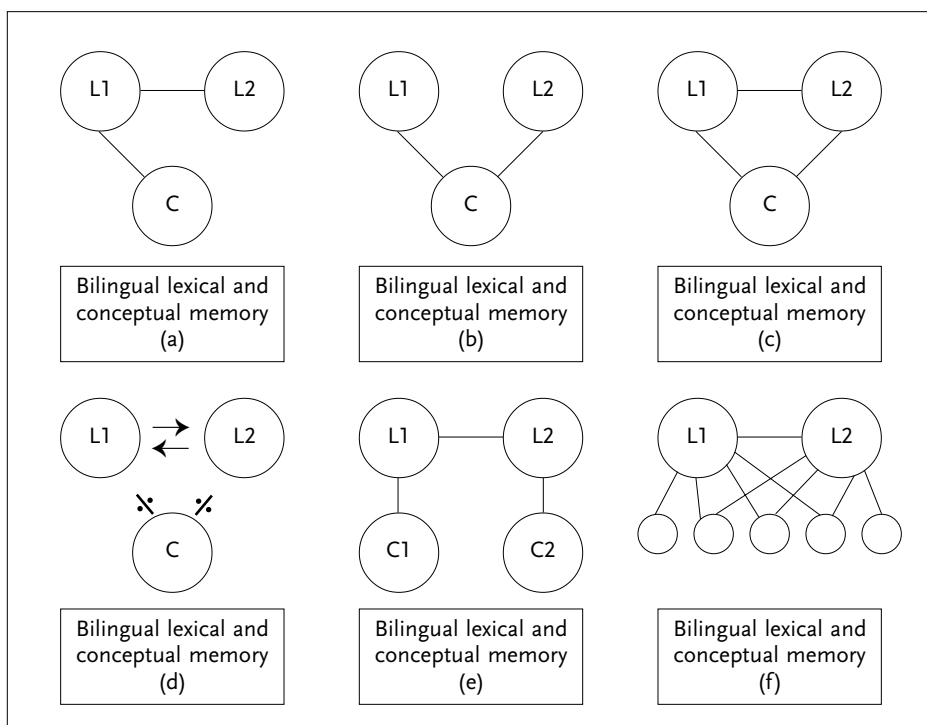 L1 L2
C
Bilingual lexical and
conceptual memory
(a)
L1 L2
C
Bilingual lexical and
conceptual memory
(b)
L1 L2
C
Bilingual lexical and
conceptual memory
(c)
L1 L2
C
Bilingual lexical and
conceptual memory
(d)
L1 L2
C1 C2
Bilingual lexical and
conceptual memory
(e)
L1 L2
Bilingual lexical and
conceptual memory
(f)